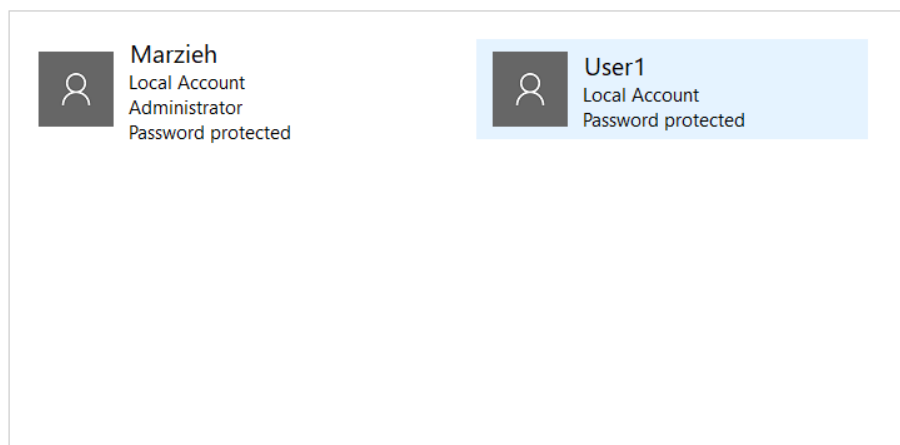 Marzieh
Local Account
Administrator
Password protected
User1
Local Account
Password protected